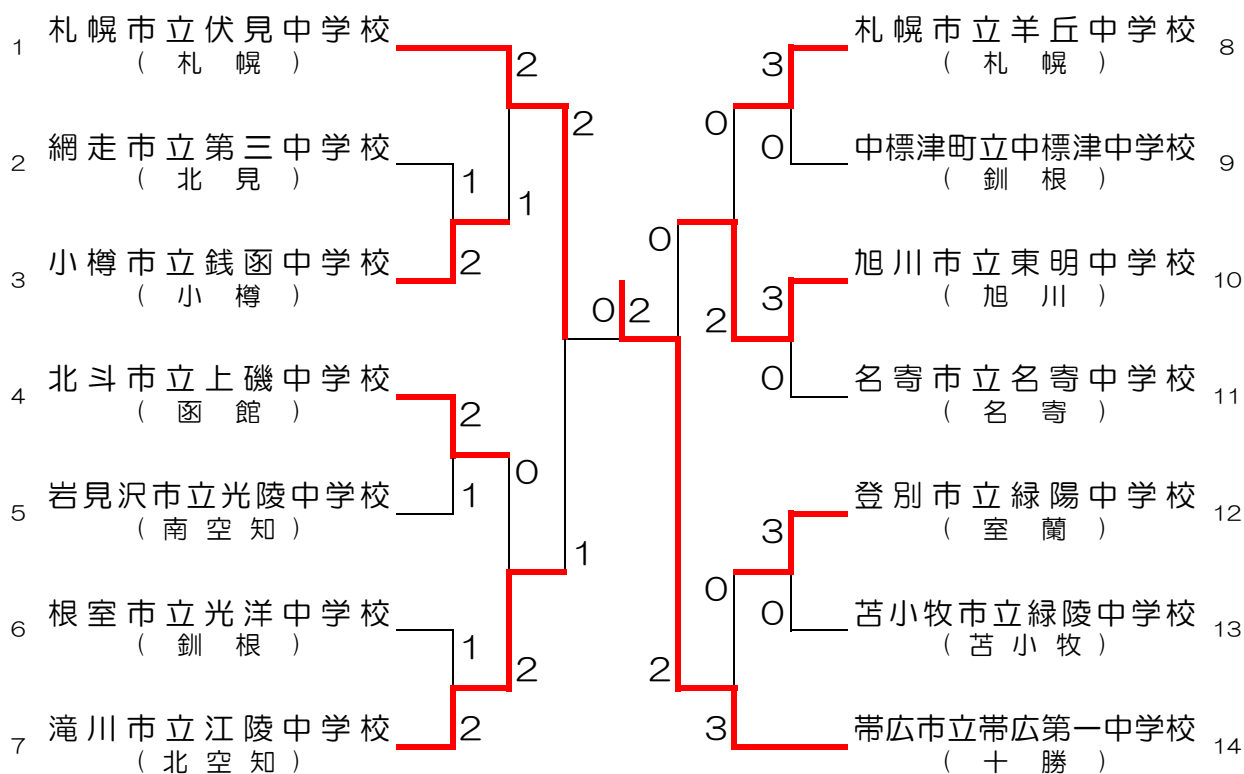 1 札幌市立伏見中学校
(札幌)
2 網走市立第三中学校
(北見)
3 小樽市立銭函中学校
(小樽)
4 北斗市立上磯中学校
(函館)
5 岩見沢市立光陵中学校
(南空知)
6 根室市立光洋中学校
(釧根)
7 滝川市立江陵中学校
(北空知)
2
2
1
1
2
2
0
1
1
1
2
2
0 2
3
0
0
0
3
2
0
3
0
0
2
3
札幌市立羊丘中学校 8
(札幌)
中標津町立中標津中学校 9
(釧根)
旭川市立東明中学校 10
(旭川)
名寄市立名寄中学校 11
(名寄)
登別市立緑陽中学校 12
(室蘭)
苫小牧市立緑陵中学校 13
(苫小牧)
帯広市立帯広第一中学校 14
(十勝)